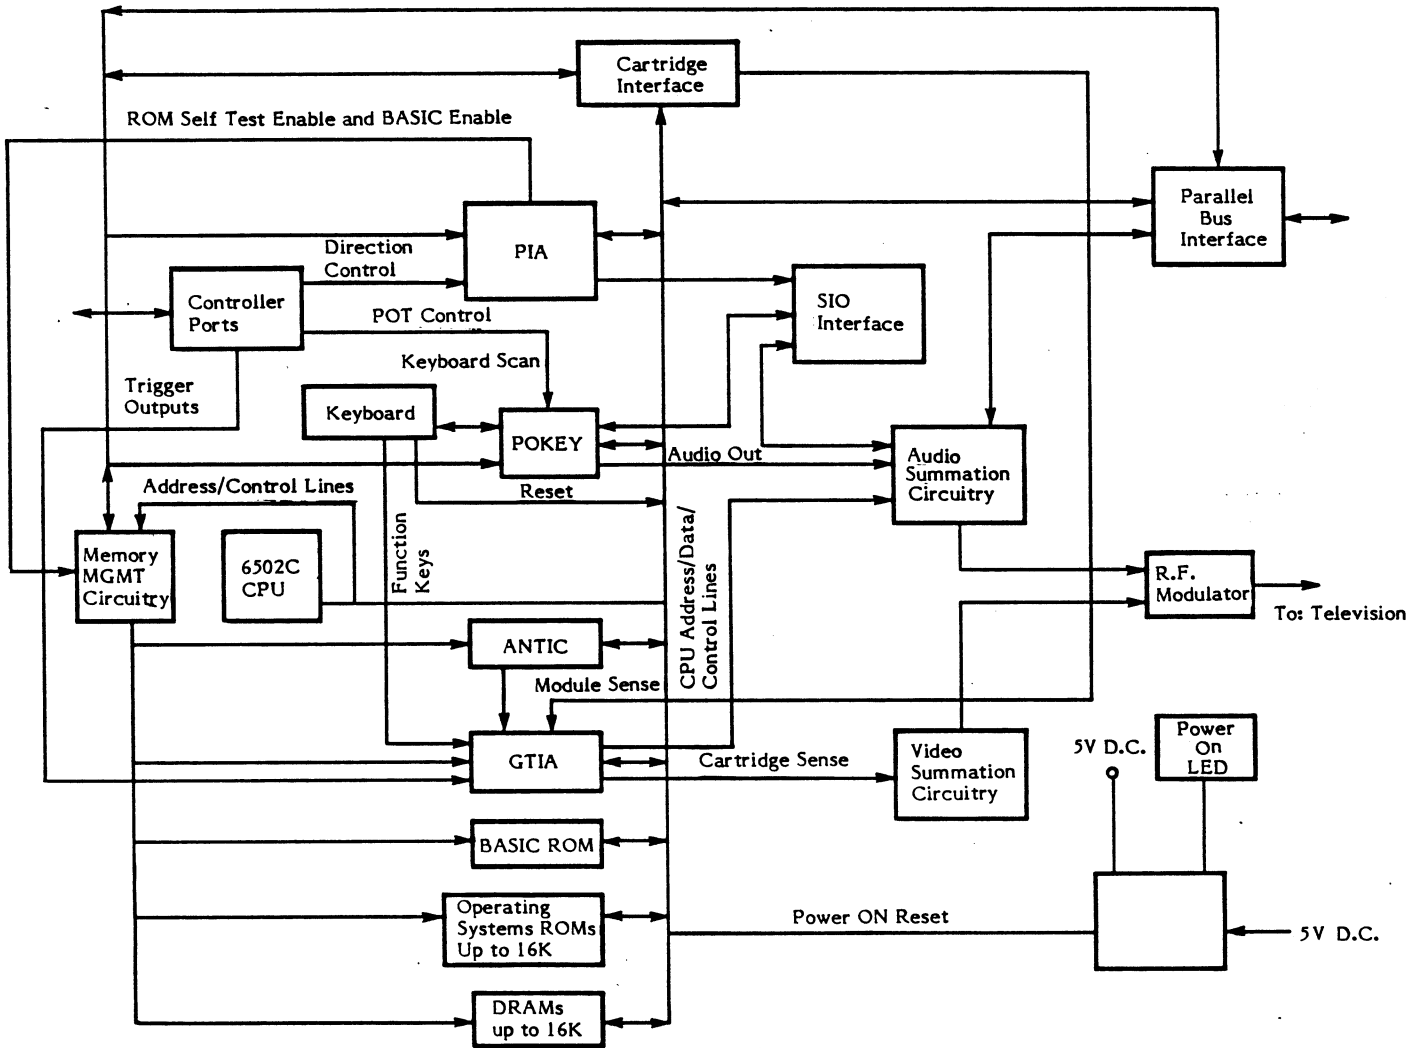 Cartridge
Interface
ROM Self Test Enable and BASIC Enable
Parallel
Bus
Interface
PIA
Direction
Control
Controller
Ports
SIO
Interface
POT Control
Keyboard Scan
Trigger
Outputs
Keyboard
POKEY
Audio Out
Audio
Summation
Circuitry
Address/Control Lines
Reset
Memory
MGMT
Circuitry
6502C
CPU
Function
Keys
CPU Address/Data/
Control Lines
R.F.
Modulator
To: Television
ANTIC
Module Sense
GTIA
Cartridge Sense
Video
Summation
Circuitry
5V D.C.
Power
On
LED
BASIC ROM
Operating
Systems ROMs
Up to 16K
Power ON Reset
5V D.C.
DRAMs
up to 16K